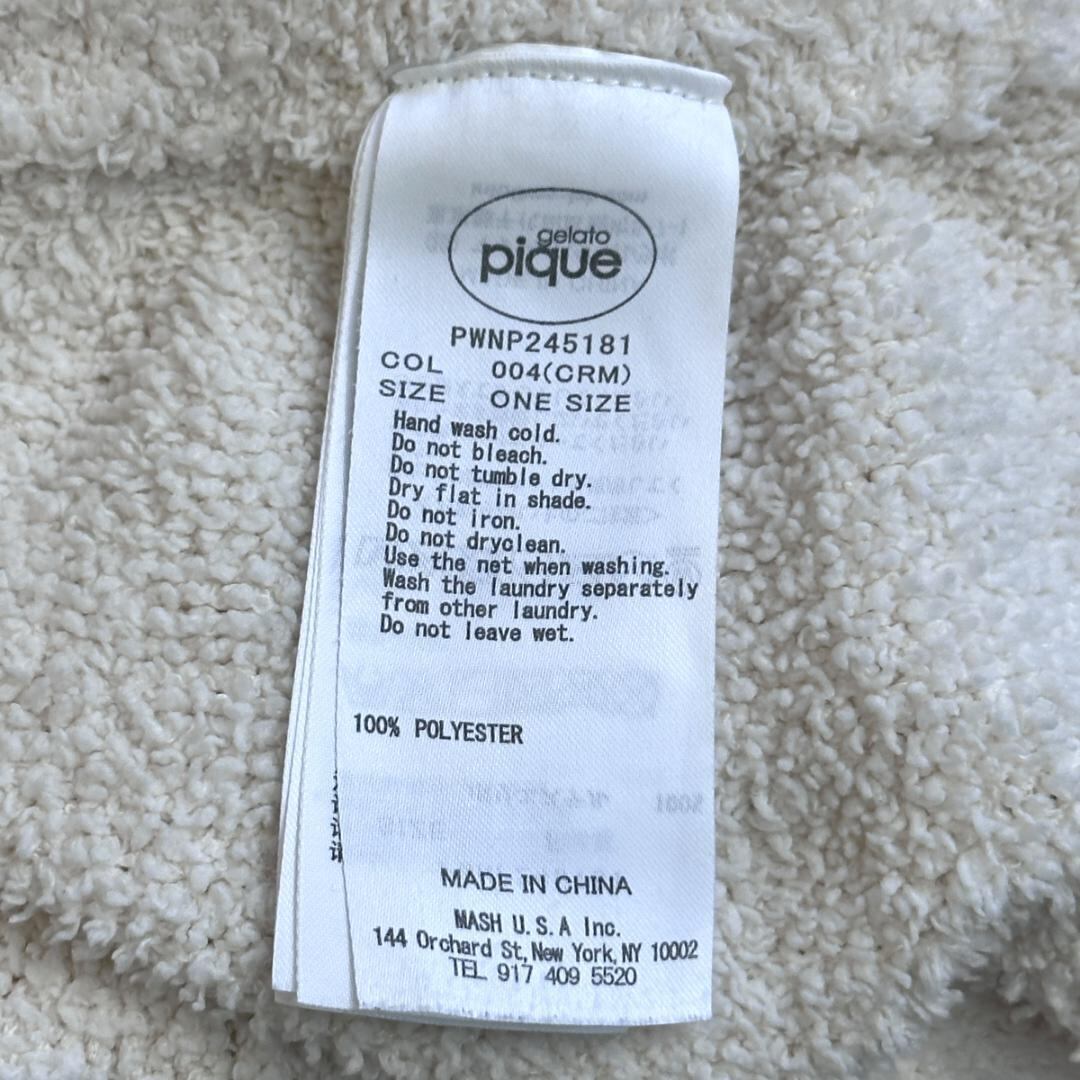 gelato
pique
PWNP245181
COL 004(CRM)
SIZE ONE SIZE
Hand wash cold.
Do not bleach.
Do not tumble dry.
Dry flat in shade.
Do not iron.
Do not dryclean.
Use the net when washing.
Wash the laundry separately
from other laundry.
Do not leave wet.
100% POLYESTER
MADE IN CHINA
MASH U.S.A Inc.
144 Orchard St,New York,NY 10002
TEL 917 409 5520